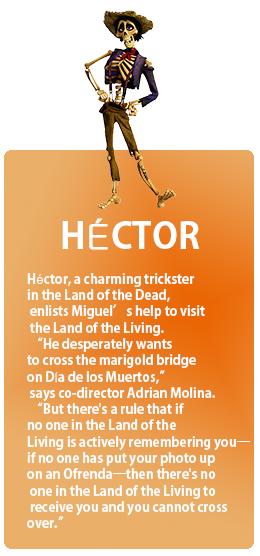 HÉCTOR
Héctor, a charming trickster
in the Land of the Dead,
enlists Miguel’s help to visit
the Land of the Living.
“He desperately wants
to cross the marigold bridge
on Día de los Muertos,”
says co-director Adrian Molina.
“But there's a rule that if
no one in the Land of the
Living is actively remembering you—
if no one has put your photo up
on an Ofrenda—then there's no
one in the Land of the Living to
receive you and you cannot cross
over.”